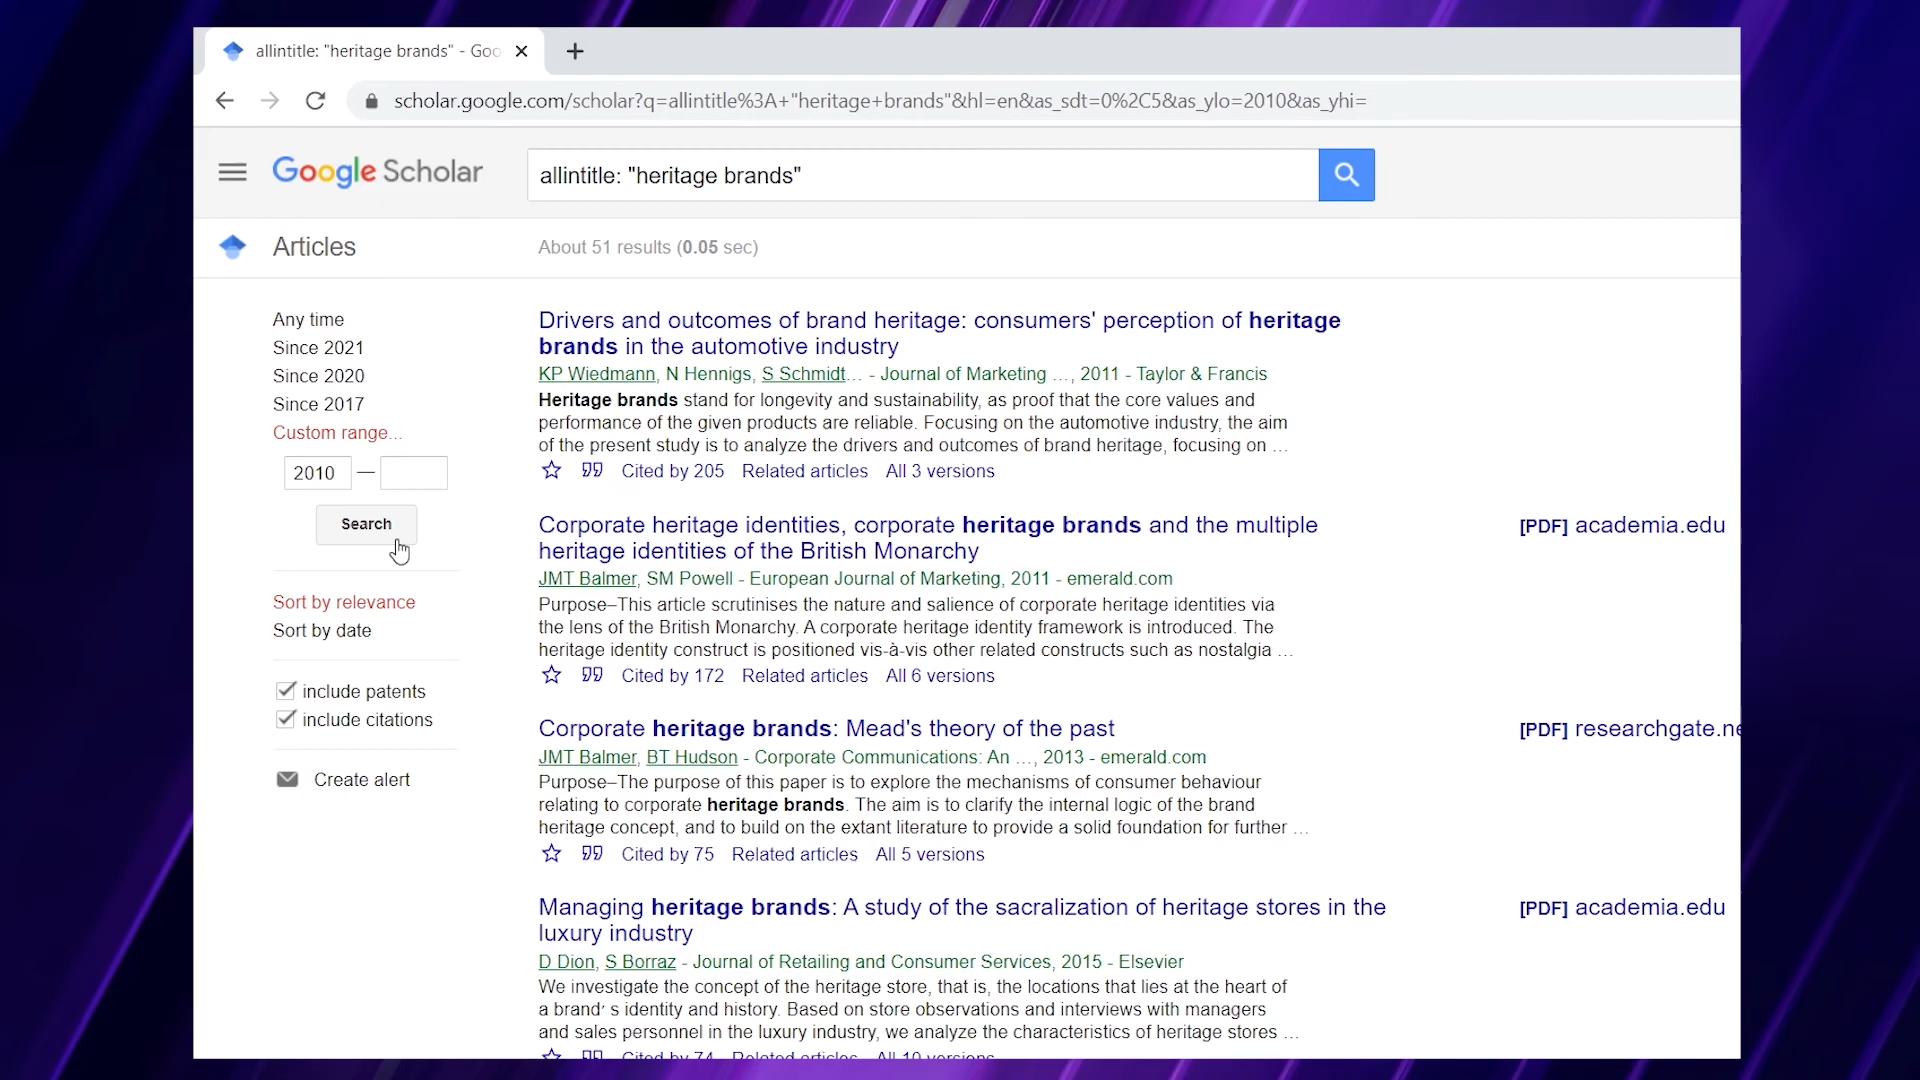 allintitle: "heritage brands" - Goo
scholar.google.com/scholar?q=allintitle%3A+"heritage+brands"&hl=en&as_sdt=0%2C5&as_ylo=2010&as_yhi=
Google Scholar
allintitle: "heritage brands"
Articles
About 51 results (0.05 sec)
Any time
Since 2021
Since 2020
Since 2017
Custom range...
2010 —
Search
Sort by relevance
Sort by date
include patents
include citations
Create alert
Drivers and outcomes of brand heritage: consumers' perception of heritage
brands in the automotive industry
KP Wiedmann, N Hennigs, S Schmidt... - Journal of Marketing ..., 2011 - Taylor & Francis
Heritage brands stand for longevity and sustainability, as proof that the core values and
performance of the given products are reliable. Focusing on the automotive industry, the aim
of the present study is to analyze the drivers and outcomes of brand heritage, focusing on ...
Cited by 205 Related articles All 3 versions
Corporate heritage identities, corporate heritage brands and the multiple
heritage identities of the British Monarchy
[PDF] academia.edu
JMT Balmer, SM Powell - European Journal of Marketing, 2011 - emerald.com
Purpose–This article scrutinises the nature and salience of corporate heritage identities via
the lens of the British Monarchy. A corporate heritage identity framework is introduced. The
heritage identity construct is positioned vis-à-vis other related constructs such as nostalgia ...
Cited by 172 Related articles All 6 versions
Corporate heritage brands: Mead's theory of the past
[PDF] researchgate.ne
JMT Balmer, BT Hudson - Corporate Communications: An ..., 2013 - emerald.com
Purpose–The purpose of this paper is to explore the mechanisms of consumer behaviour
relating to corporate heritage brands. The aim is to clarify the internal logic of the brand
heritage concept, and to build on the extant literature to provide a solid foundation for further ...
Cited by 75 Related articles All 5 versions
Managing heritage brands: A study of the sacralization of heritage stores in the
luxury industry
[PDF] academia.edu
D Dion, S Borraz - Journal of Retailing and Consumer Services, 2015 - Elsevier
We investigate the concept of the heritage store, that is, the locations that lies at the heart of
a brand' s identity and history. Based on store observations and interviews with managers
and sales personnel in the luxury industry, we analyze the characteristics of heritage stores ...
Cited by 74 Related articles All 10 versions